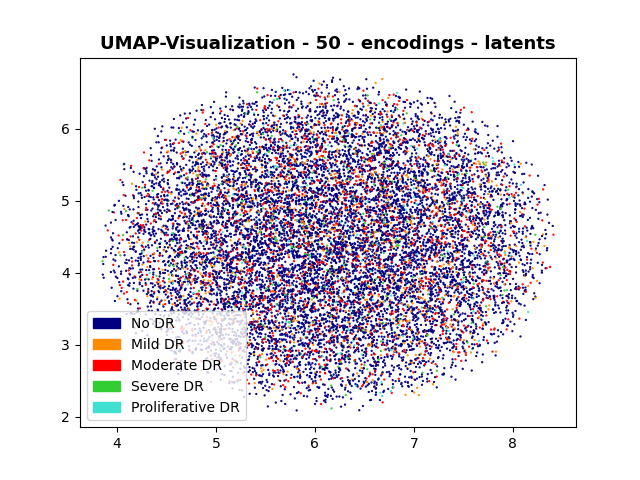 UMAP-Visualization - 50 - encodings - latents
6
5
4
3
2
No DR
Mild DR
Moderate DR
Severe DR
Proliferative DR
4 5 6 7 8